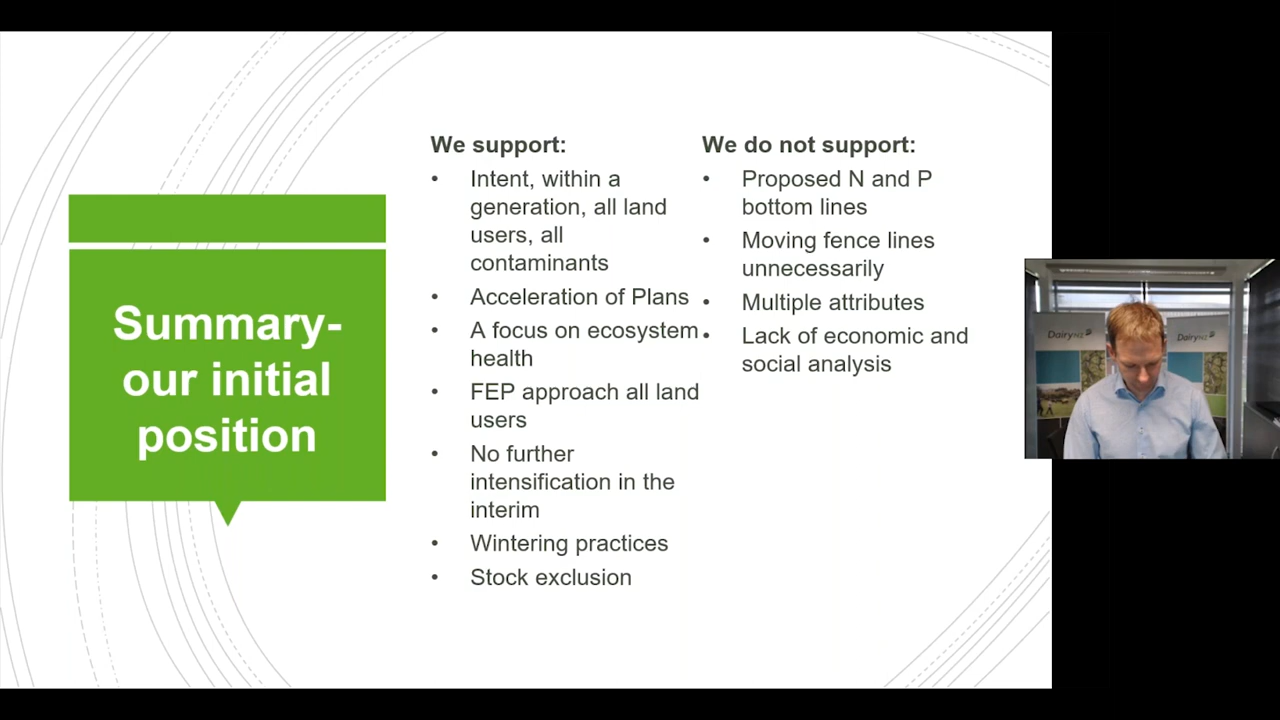 Summary-
our initial
position
We support:
• Intent, within a
generation, all land
users, all
contaminants
• Acceleration of Plans
• A focus on ecosystem
health
• FEP approach all land
users
• No further
intensification in the
interim
• Wintering practices
• Stock exclusion
We do not support:
• Proposed N and P
bottom lines
• Moving fence lines
unnecessarily
• Multiple attributes
• Lack of economic and
social analysis
DairyNZ
DairyNZ